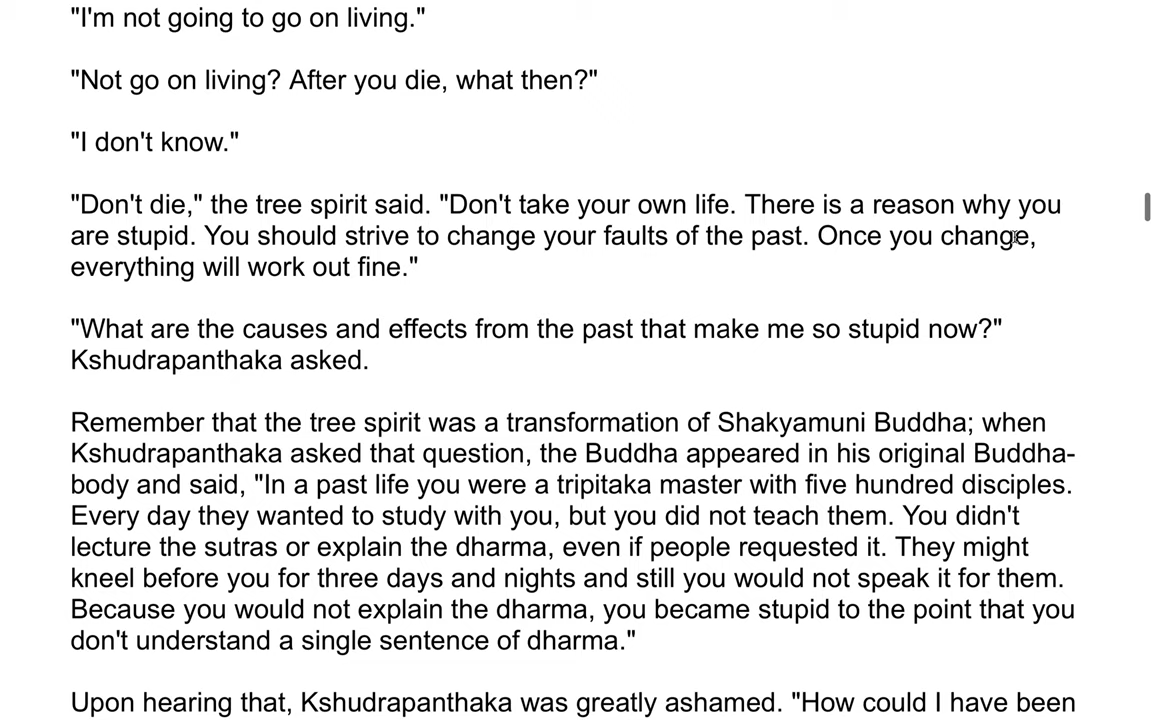 "I'm not going to go on living."
"Not go on living? After you die, what then?"
"I don't know."
"Don't die," the tree spirit said. "Don't take your own life. There is a reason why you
are stupid. You should strive to change your faults of the past. Once you change,
everything will work out fine."
"What are the causes and effects from the past that make me so stupid now?"
Kshudrapanthaka asked.
Remember that the tree spirit was a transformation of Shakyamuni Buddha; when
Kshudrapanthaka asked that question, the Buddha appeared in his original Buddha-
body and said, "In a past life you were a tripitaka master with five hundred disciples.
Every day they wanted to study with you, but you did not teach them. You didn't
lecture the sutras or explain the dharma, even if people requested it. They might
kneel before you for three days and nights and still you would not speak it for them.
Because you would not explain the dharma, you became stupid to the point that you
don't understand a single sentence of dharma."
Upon hearing that, Kshudrapanthaka was greatly ashamed. "How could I have been